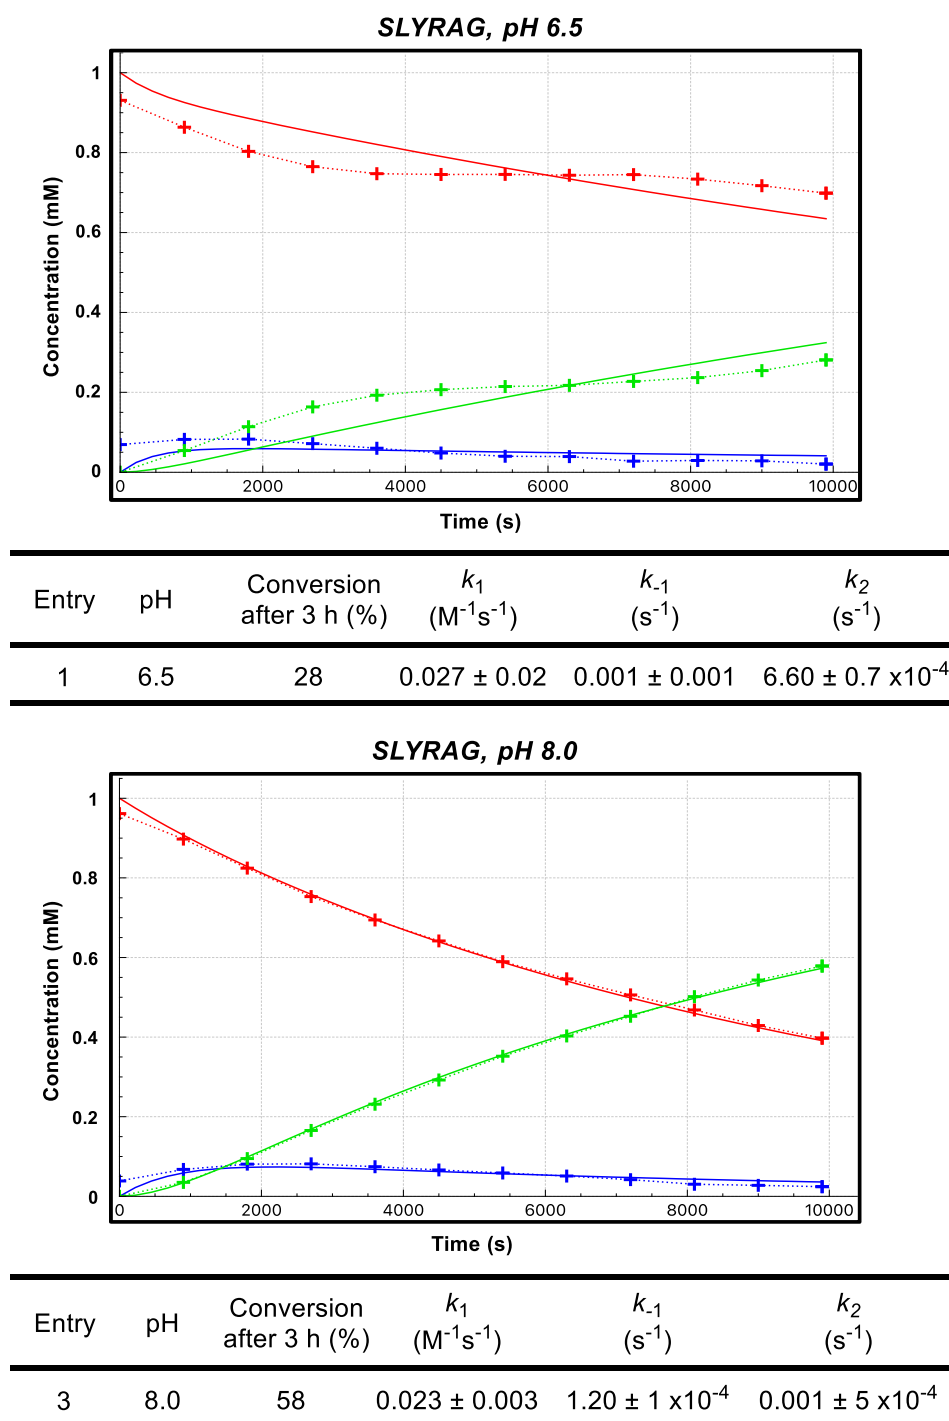 SLYRAG, pH 6.5
1
0.8
0.6
0.4
0.2
0
Concentration (mM)
0 2000 4000 6000 8000 10000
Time (s)
Entry pH Conversion after 3 h (%) k1 (M-1s-1) k-1 (s-1) k2 (s-1)
1 6.5 28 0.027 ± 0.02 0.001 ± 0.001 6.60 ± 0.7 x10-4
SLYRAG, pH 8.0
1
0.8
0.6
0.4
0.2
0
Concentration (mM)
0 2000 4000 6000 8000 10000
Time (s)
Entry pH Conversion after 3 h (%) k1 (M-1s-1) k-1 (s-1) k2 (s-1)
3 8.0 58 0.023 ± 0.003 1.20 ± 1 x10-4 0.001 ± 5 x10-4